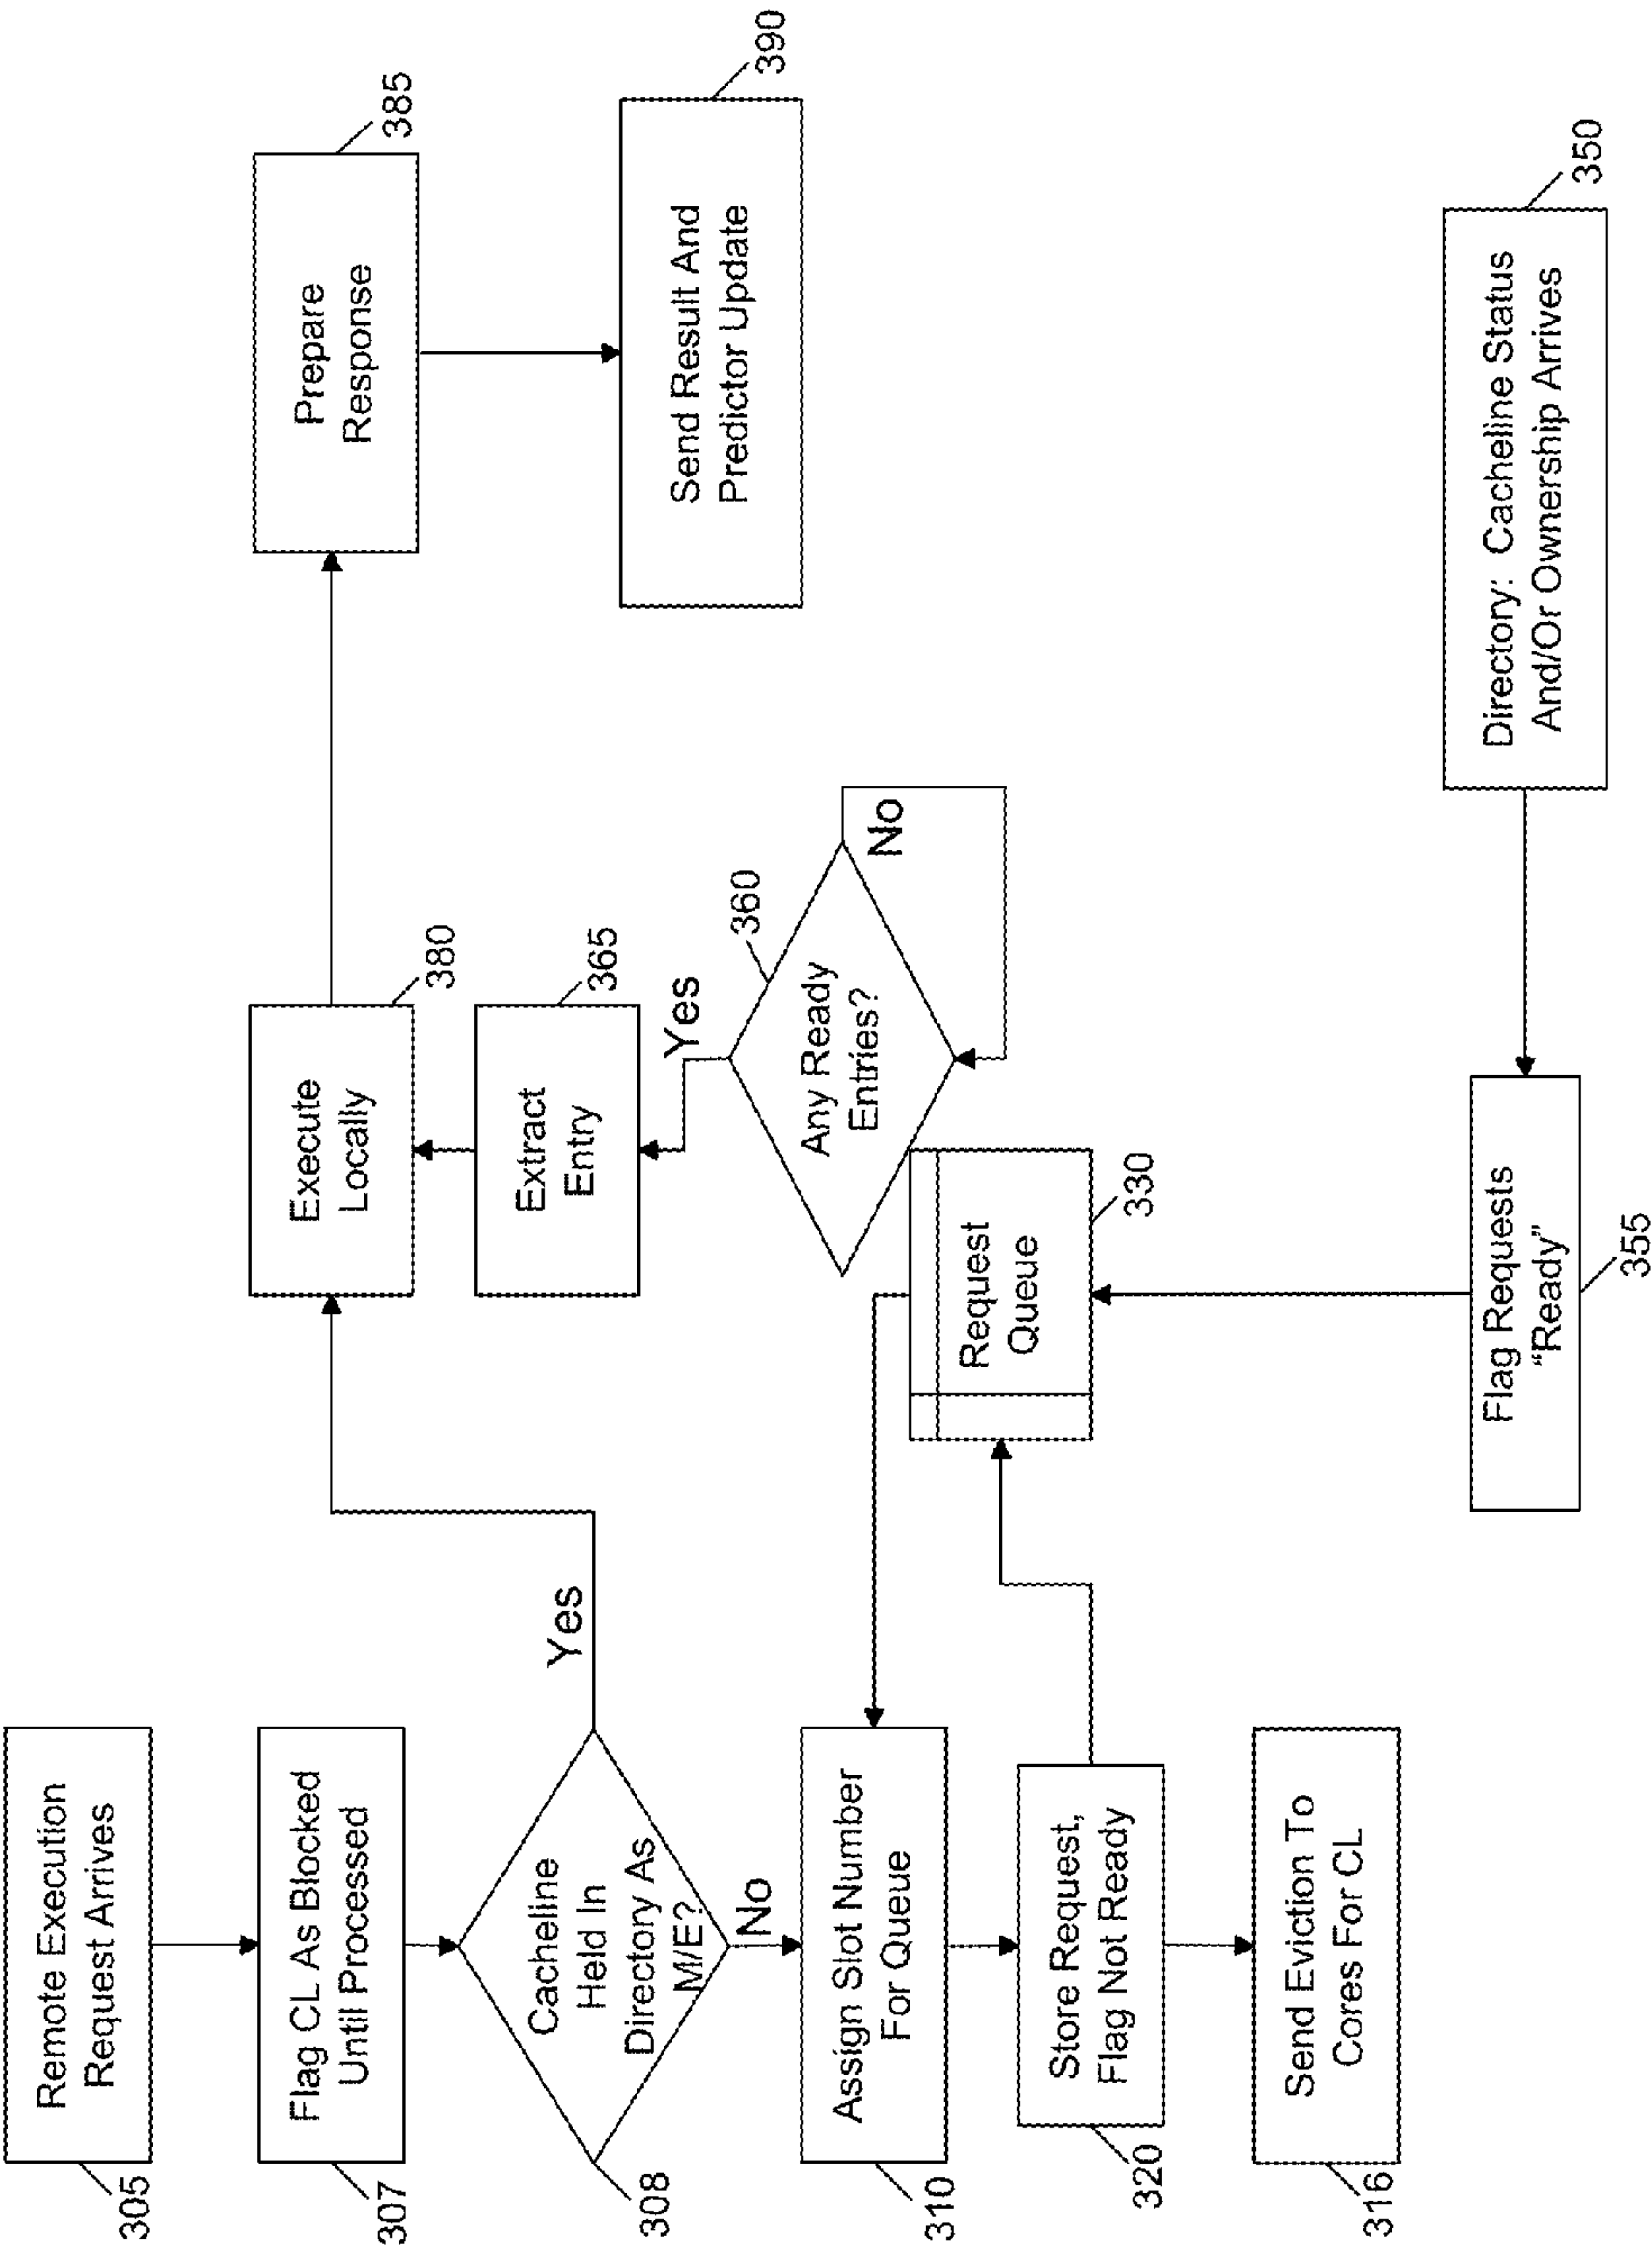 Remote Execution
Request Arrives
305
Flag CL As Blocked
Until Processed
307
Cacheline
Held In
Directory As
M/E?
308
Yes
No
Assign Slot Number
For Queue
310
Store Request,
Flag Not Ready
320
Send Eviction To
Cores For CL
316
Execute
Locally
380
Extract
Entry
365
Yes
Any Ready
Entries?
360
No
Request
Queue
330
Flag Requests
“Ready”
355
Prepare
Response
385
Send Result And
Predictor Update
390
Directory: Cacheline Status
And/Or Ownership Arrives
350